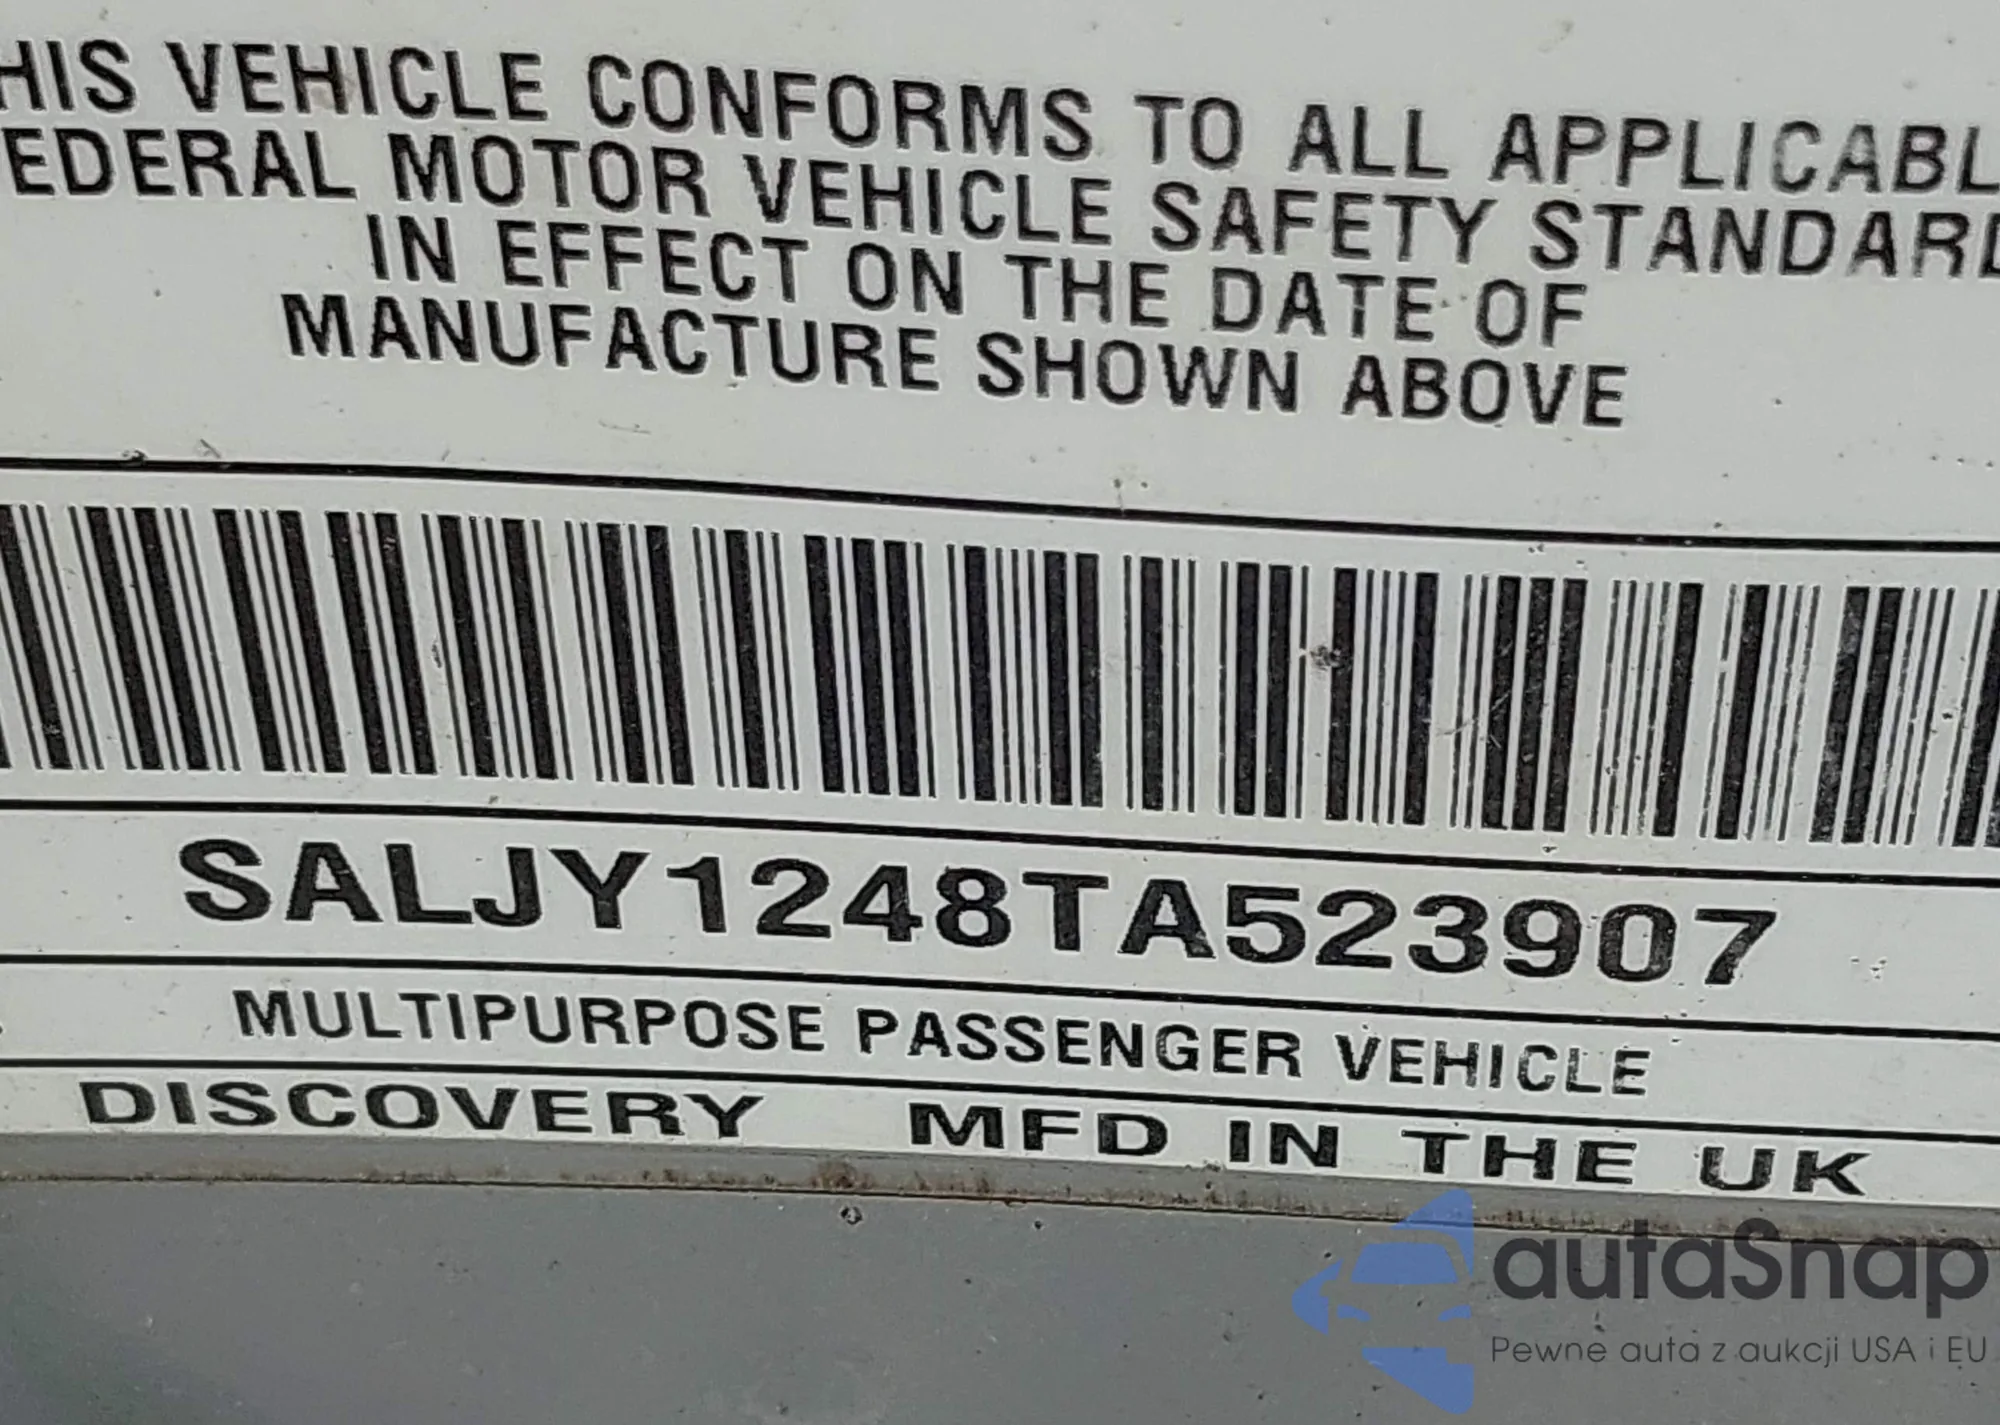 HIS VEHICLE CONFORMS TO ALL APPLICABL
EDERAL MOTOR VEHICLE SAFETY STANDARD
IN EFFECT ON THE DATE OF
MANUFACTURE SHOWN ABOVE
SALJY1248TA523907
MULTIPURPOSE PASSENGER VEHICLE
DISCOVERY MFD IN THE UK
autaSnap
Pewne auta z aukcji USA i EU